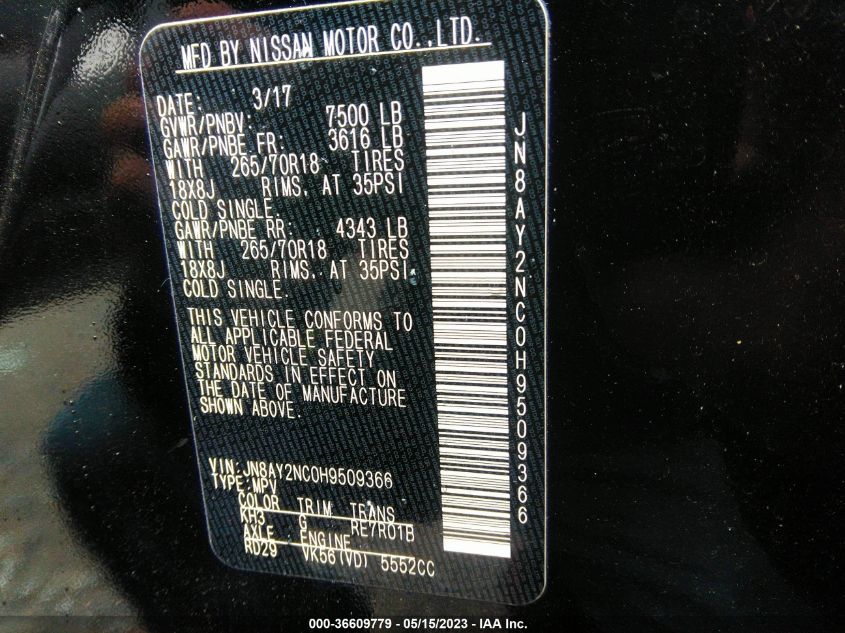 MFD BY NISSAN MOTOR CO.,LTD.
DATE: 3/17
GVWR/PNBV: 7500 LB
GAWR/PNBE FR: 3616 LB
WITH 265/70R18 TIRES
18X8J RIMS, AT 35PSI
COLD SINGLE.
GAWR/PNBE RR: 4343 LB
WITH 265/70R18 TIRES
18X8J RIMS, AT 35PSI
COLD SINGLE.
THIS VEHICLE CONFORMS TO
ALL APPLICABLE FEDERAL
MOTOR VEHICLE SAFETY
STANDARDS IN EFFECT ON
THE DATE OF MANUFACTURE
SHOWN ABOVE.
VIN:JN8AY2NC0H9509366
TYPE:MPV
COLOR TRIM TRANS
KH3 G RE7R01B
AXLE ENGINE
RD29 VK56(VD) 5552CC
JN8AY2NC0H9509366
000-36609779 - 05/15/2023 - IAA Inc.